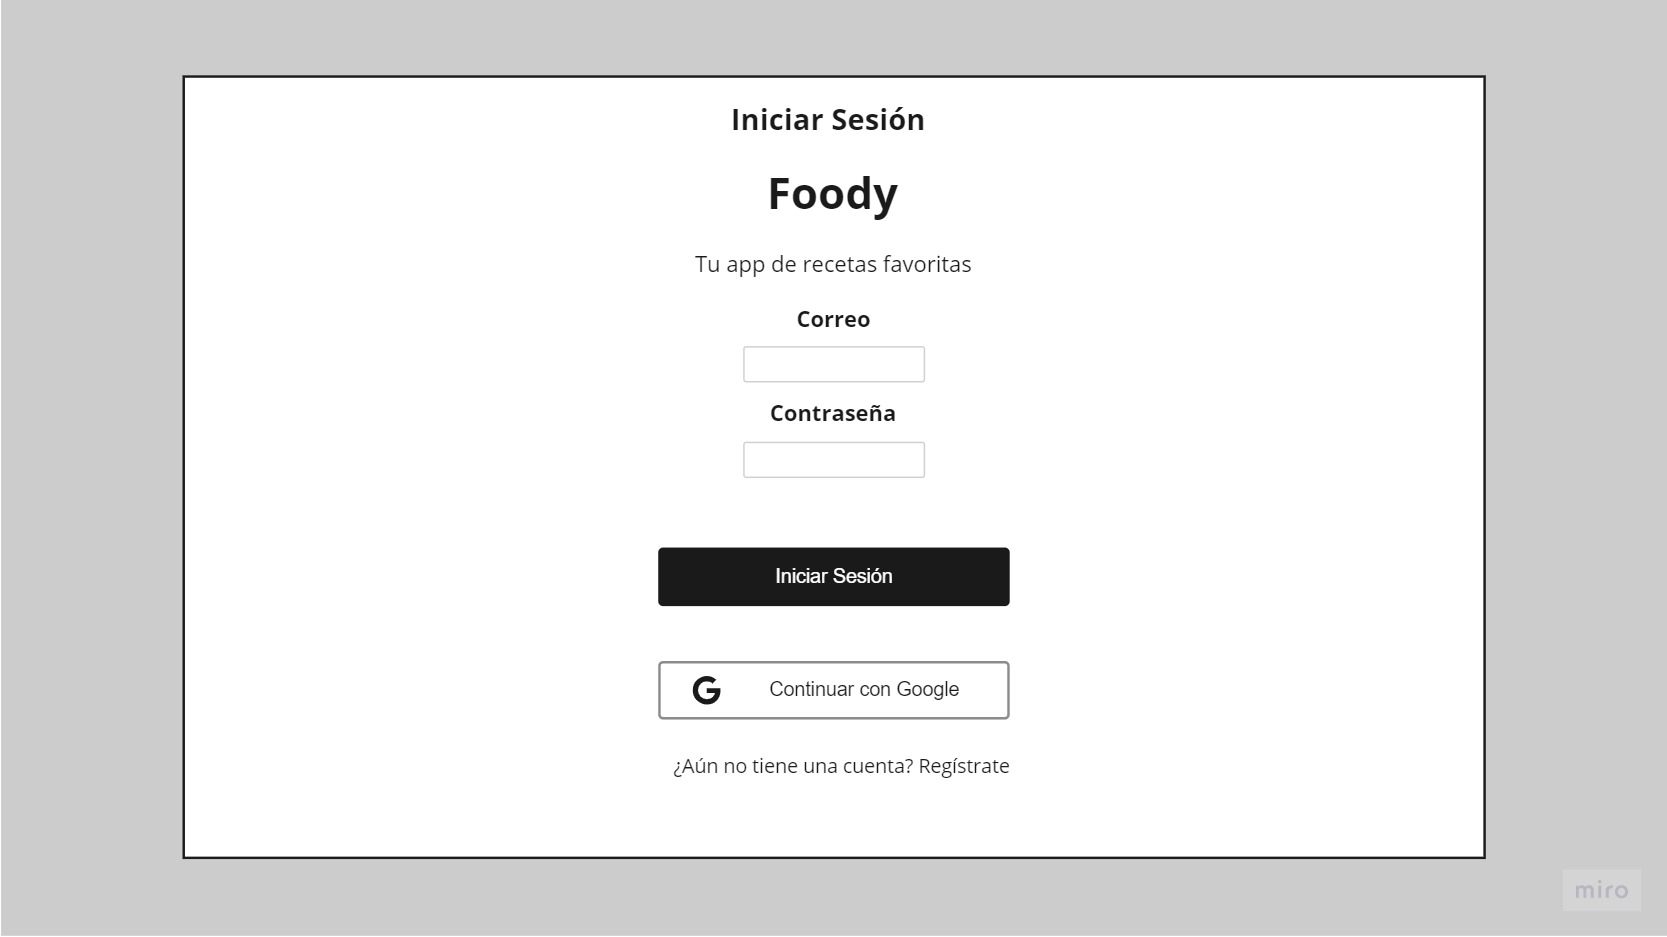 Iniciar Sesión
Foody
Tu app de recetas favoritas
Correo
Contraseña
Iniciar Sesión
G Continuar con Google
¿Aún no tiene una cuenta? Regístrate
miro